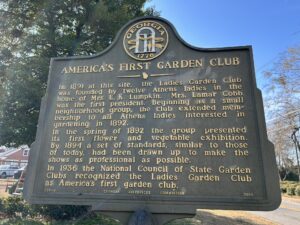 GEORGIA
1776
AMERICA'S FIRST GARDEN CLUB
In 1891 at this site, the Ladies Garden Club
was founded by twelve Athens ladies in the
home of Mrs. E. K. Lumpkin. Mrs. Lamar Cobb
was the first president. Beginning as a small
neighborhood group, the club extended mem-
bership to all Athens ladies interested in
gardening in 1892.
In the spring of 1892 the group presented
its first flower and vegetable exhibition.
By 1894 a set of standards, similar to those
of today, had been drawn up to make the
shows as professional as possible.
In 1936 the National Council of State Garden
Clubs recognized the Ladies Garden Club
as America's first garden club.
GEORGIA HISTORICAL COMMISSION